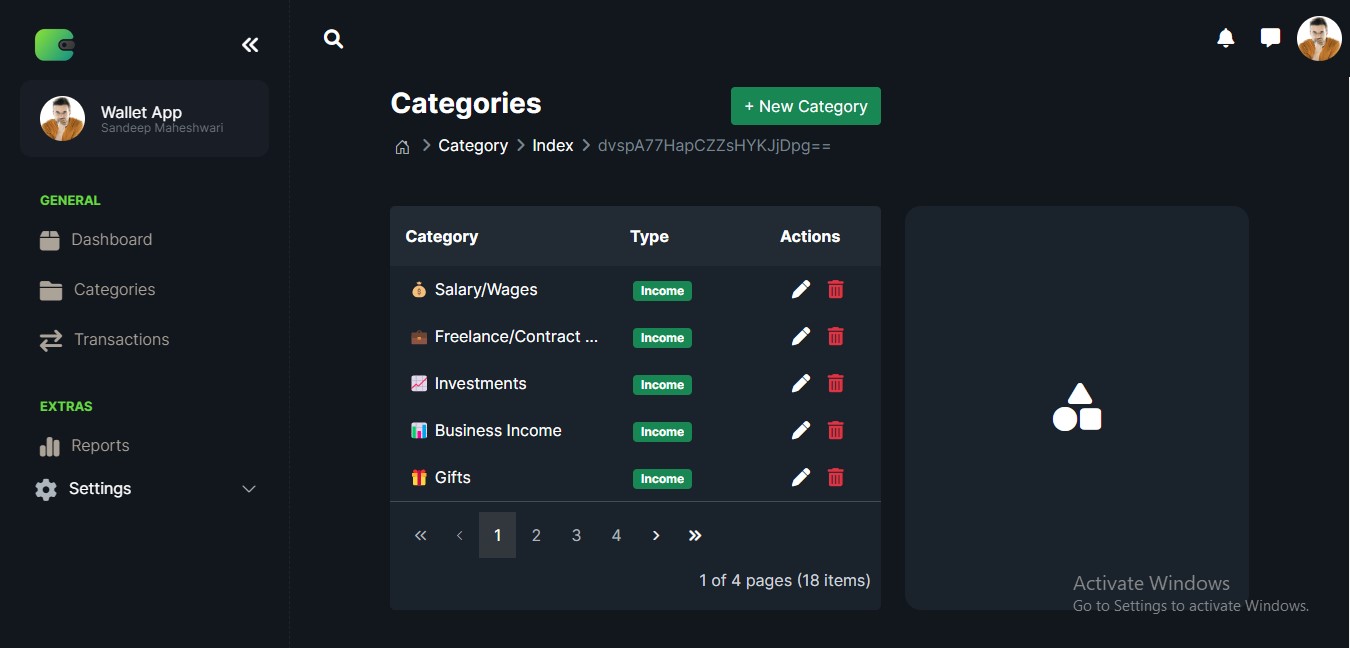 Wallet App
Sandeep Maheshwari
GENERAL
Dashboard
Categories
Transactions
EXTRAS
Reports
Settings
Categories
+ New Category
Category > Index > dvspA77HapCZZsHYKJjDpg==
Category Type Actions
Salary/Wages Income
Freelance/Contract ... Income
Investments Income
Business Income Income
Gifts Income
« ‹ 1 2 3 4 › »
1 of 4 pages (18 items)
Activate Windows
Go to Settings to activate Windows.